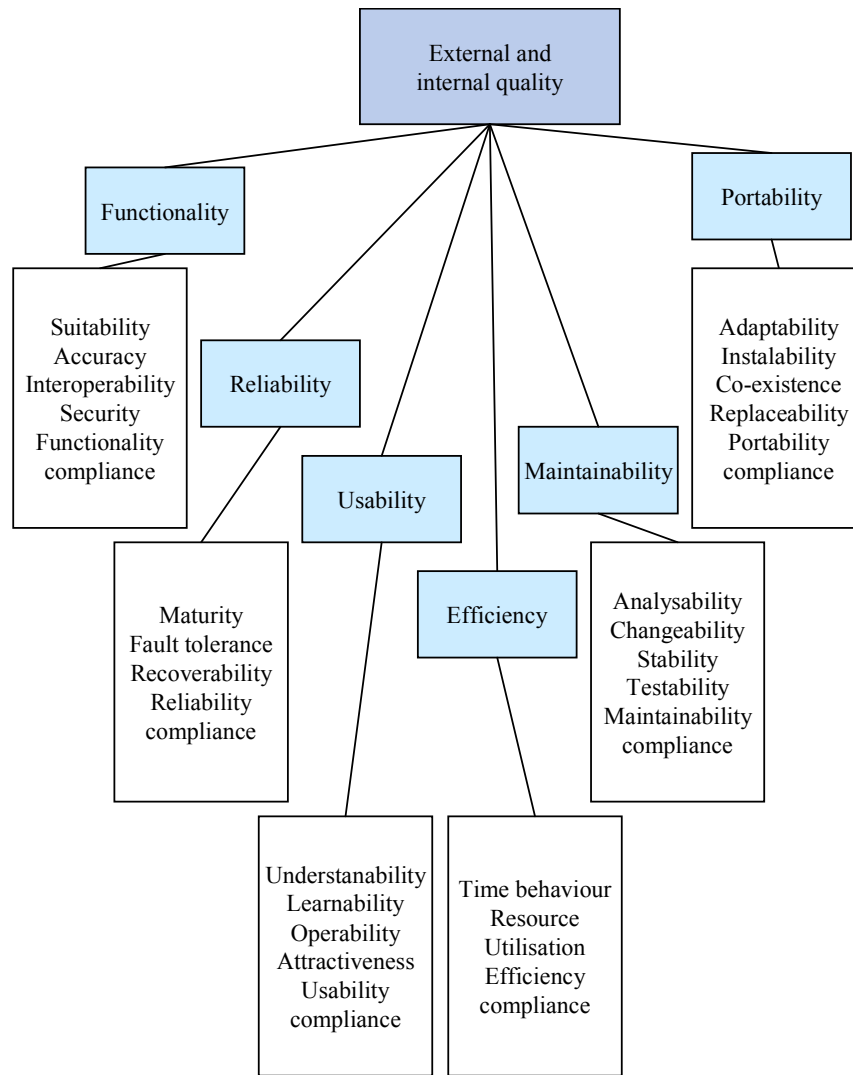 External and
internal quality
Functionality
Portability
Suitability
Accuracy
Interoperability
Security
Functionality
compliance
Reliability
Adaptability
Instalability
Co-existence
Replaceability
Portability
compliance
Usability
Maintainability
Maturity
Fault tolerance
Recoverability
Reliability
compliance
Efficiency
Analysability
Changeability
Stability
Testability
Maintainability
compliance
Understanability
Learnability
Operability
Attractiveness
Usability
compliance
Time behaviour
Resource
Utilisation
Efficiency
compliance